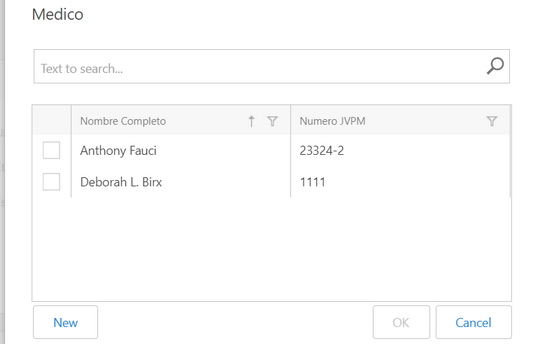 Medico
Text to search...
Nombre Completo Numero JVPM
Anthony Fauci 23324-2
Deborah L. Birx 1111
New OK Cancel